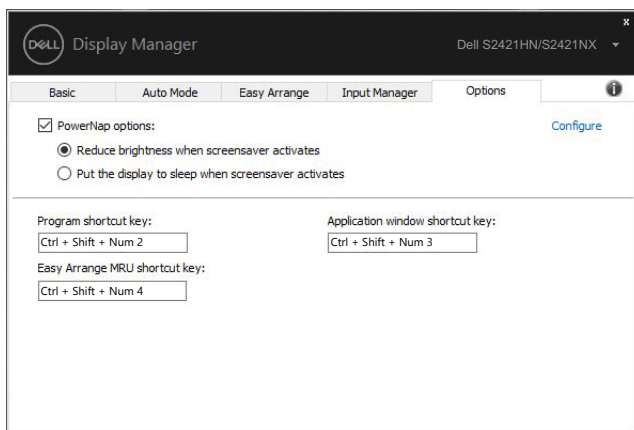 x
DELL Display Manager Dell S2421HN/S2421NX
Basic Auto Mode Easy Arrange Input Manager Options i
PowerNap options: Configure
Reduce brightness when screensaver activates
Put the display to sleep when screensaver activates
Program shortcut key: Application window shortcut key:
Ctrl + Shift + Num 2 Ctrl + Shift + Num 3
Easy Arrange MRU shortcut key:
Ctrl + Shift + Num 4